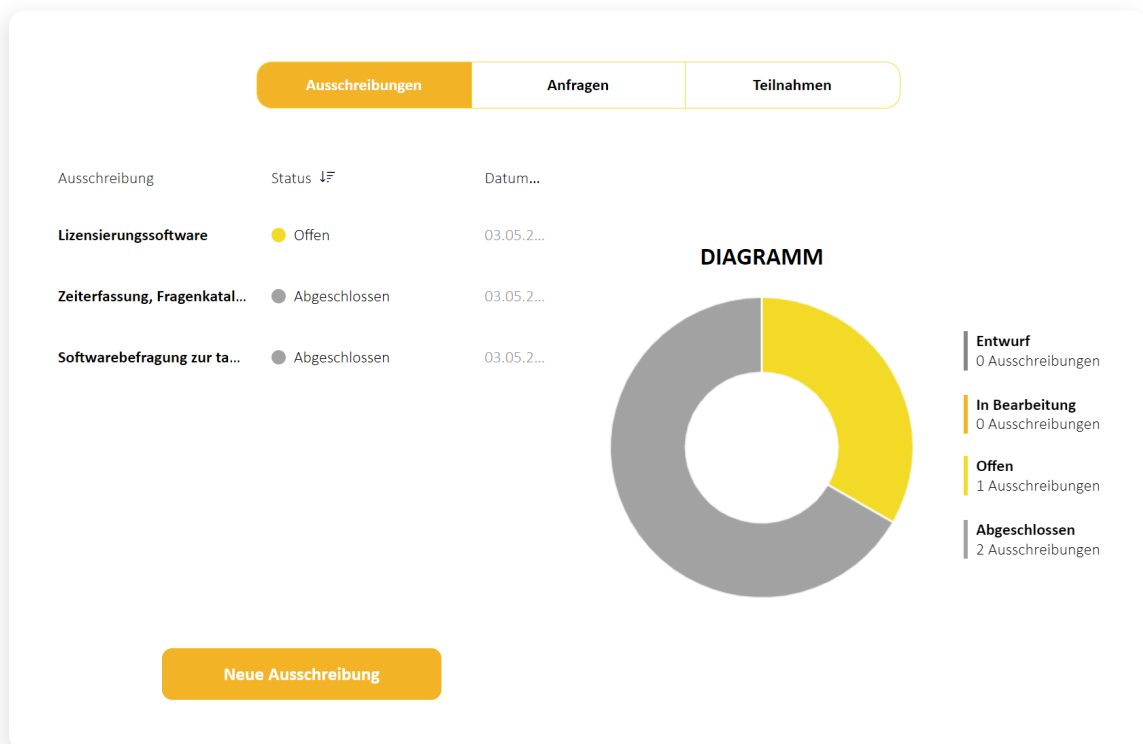 Ausschreibungen Anfragen Teilnahmen
Ausschreibung Status Datum...
Lizensierungssoftware Offen 03.05.2...
Zeiterfassung, Fragenkatal... Abgeschlossen 03.05.2...
Softwarebefragung zur ta... Abgeschlossen 03.05.2...
DIAGRAMM
Entwurf
0 Ausschreibungen
In Bearbeitung
0 Ausschreibungen
Offen
1 Ausschreibungen
Abgeschlossen
2 Ausschreibungen
Neue Ausschreibung